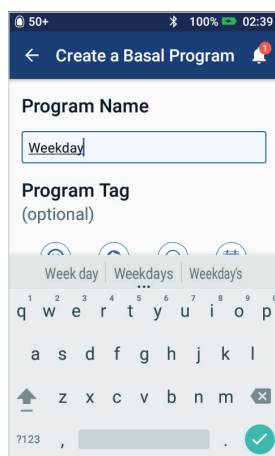 50+ 100% 02:39
Create a Basal Program 1
Program Name
Weekday
Program Tag
(optional)
Week day Weekdays Weekday's
1 2 3 4 5 6 7 8 9 0
q w e r t y u i o p
a s d f g h j k l
z x c v b n m
?123 , .